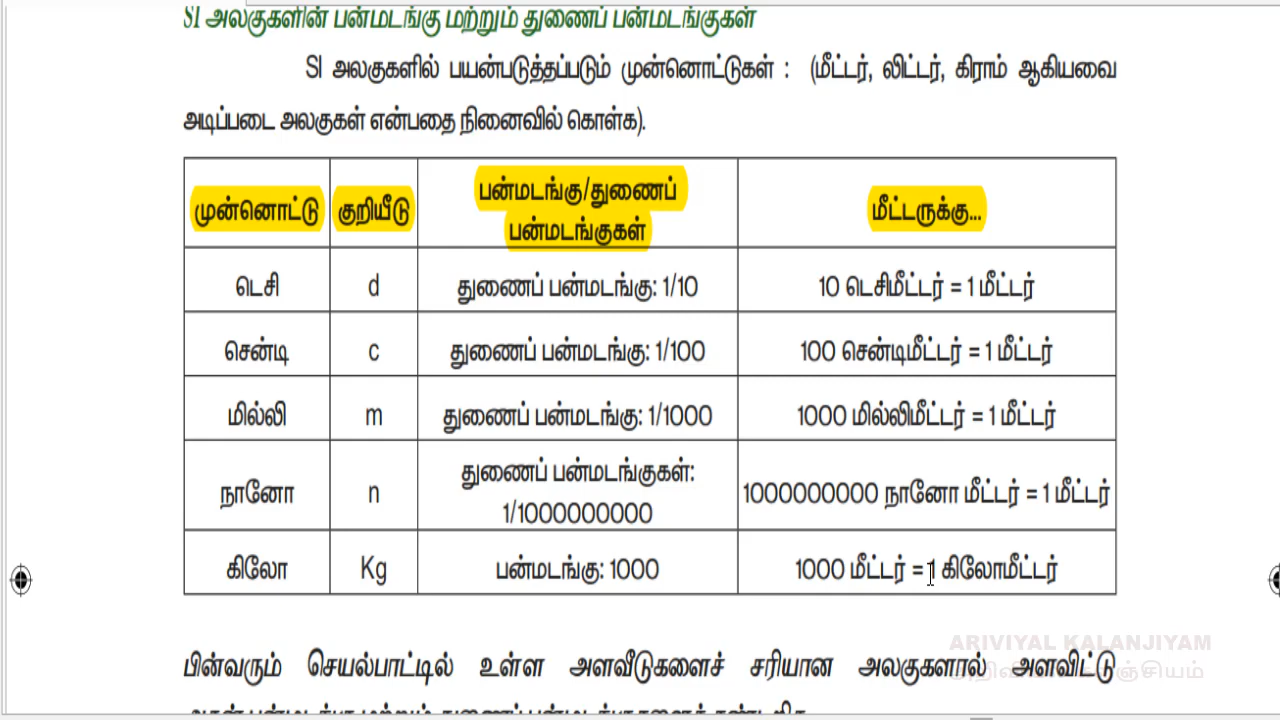 SI அலகுகளின் பன்மடங்கு மற்றும் துணைப் பன்மடங்குகள்
SI அலகுகளில் பயன்படுத்தப்படும் முன்னொட்டுகள் : (மீட்டர், லிட்டர், கிராம் ஆகியவை
அடிப்படை அலகுகள் என்பதை நினைவில் கொள்க).
முன்னொட்டு குறியீடு பன்மடங்கு/துணைப் பன்மடங்குகள் மீட்டருக்கு...
டெசி d துணைப் பன்மடங்கு: 1/10 10 டெசிமீட்டர் = 1 மீட்டர்
சென்டி c துணைப் பன்மடங்கு: 1/100 100 சென்டிமீட்டர் = 1 மீட்டர்
மில்லி m துணைப் பன்மடங்கு: 1/1000 1000 மில்லிமீட்டர் = 1 மீட்டர்
நானோ n துணைப் பன்மடங்குகள்: 1/1000000000 1000000000 நானோ மீட்டர் = 1 மீட்டர்
கிலோ Kg பன்மடங்கு: 1000 1000 மீட்டர் = 1 கிலோமீட்டர்
ARIVIYAL KALANJIYAM
பின்வரும் செயல்பாட்டில் உள்ள அளவீடுகளைச் சரியான அலகுகளால் அளவிட்டு